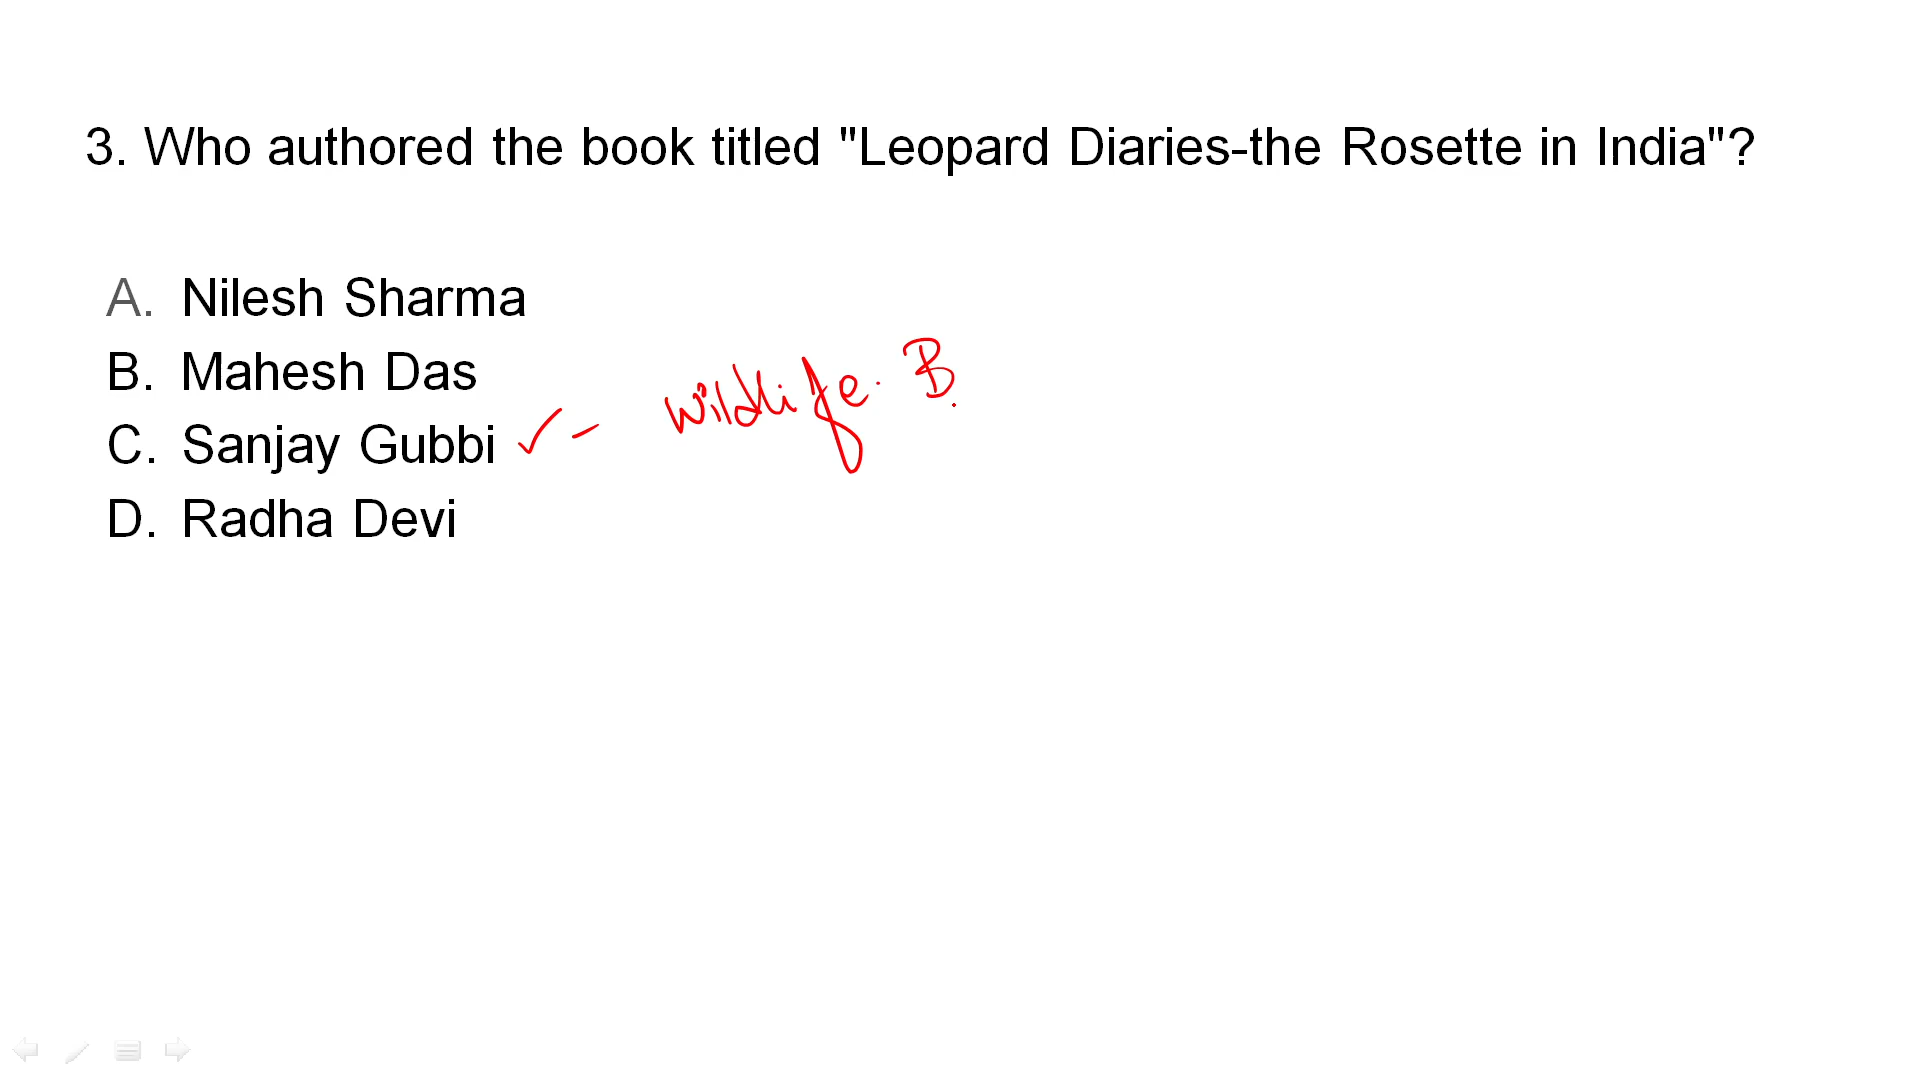 3. Who authored the book titled "Leopard Diaries-the Rosette in India"?
A. Nilesh Sharma
B. Mahesh Das
C. Sanjay Gubbi ✓ - wildlife. B.
D. Radha Devi